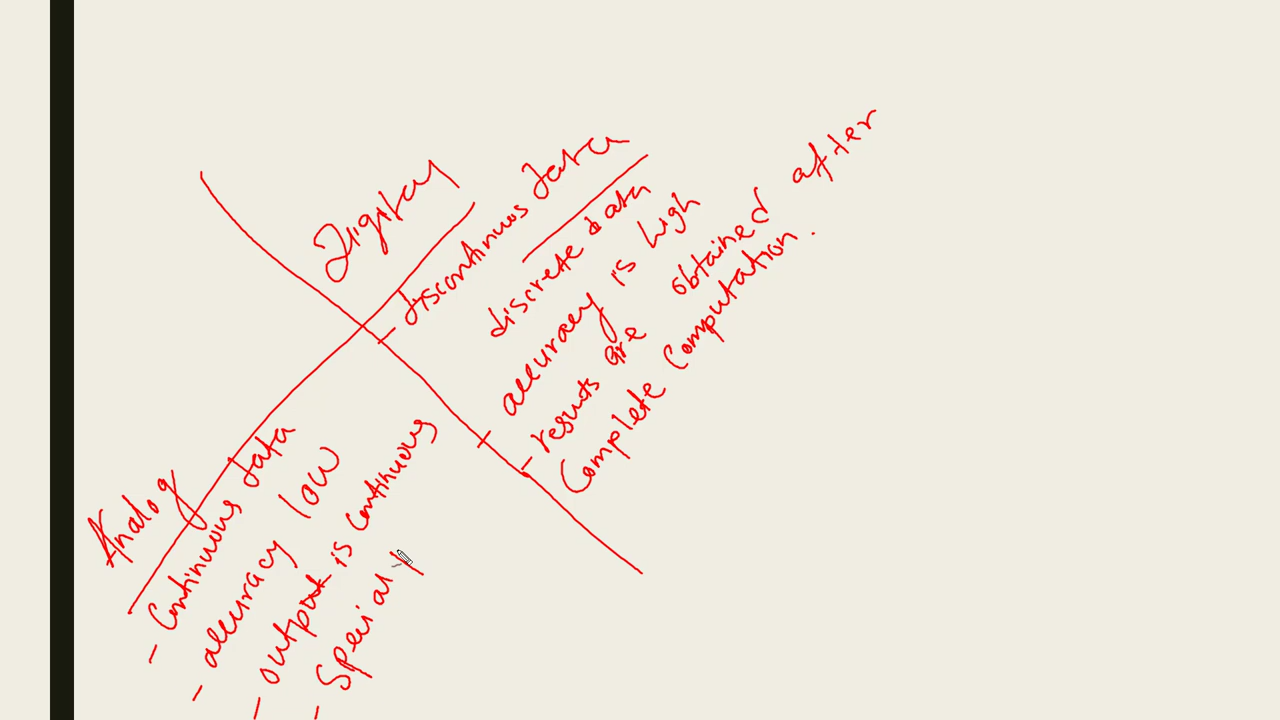 Analog
- Continuous data
- accuracy low
- output is continuous
- Special p
Digital
- discontinuous data
discrete data
- accuracy is high
- results are obtained after
Complete Computation.